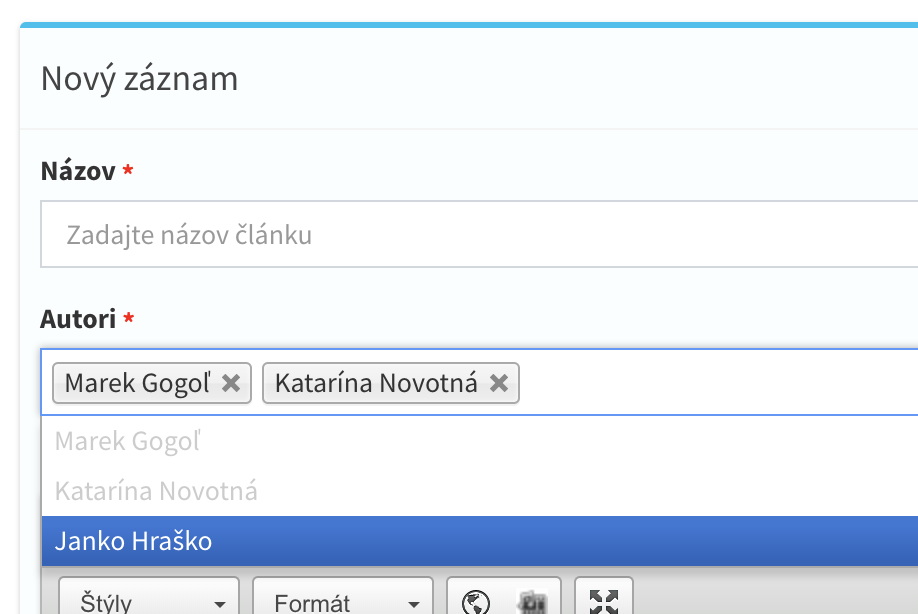 Nový záznam
Názov *
Zadajte názov článku
Autori *
Marek Gogoľ Katarína Novotná
Marek Gogoľ
Katarína Novotná
Janko Hraško
Štýly Formát